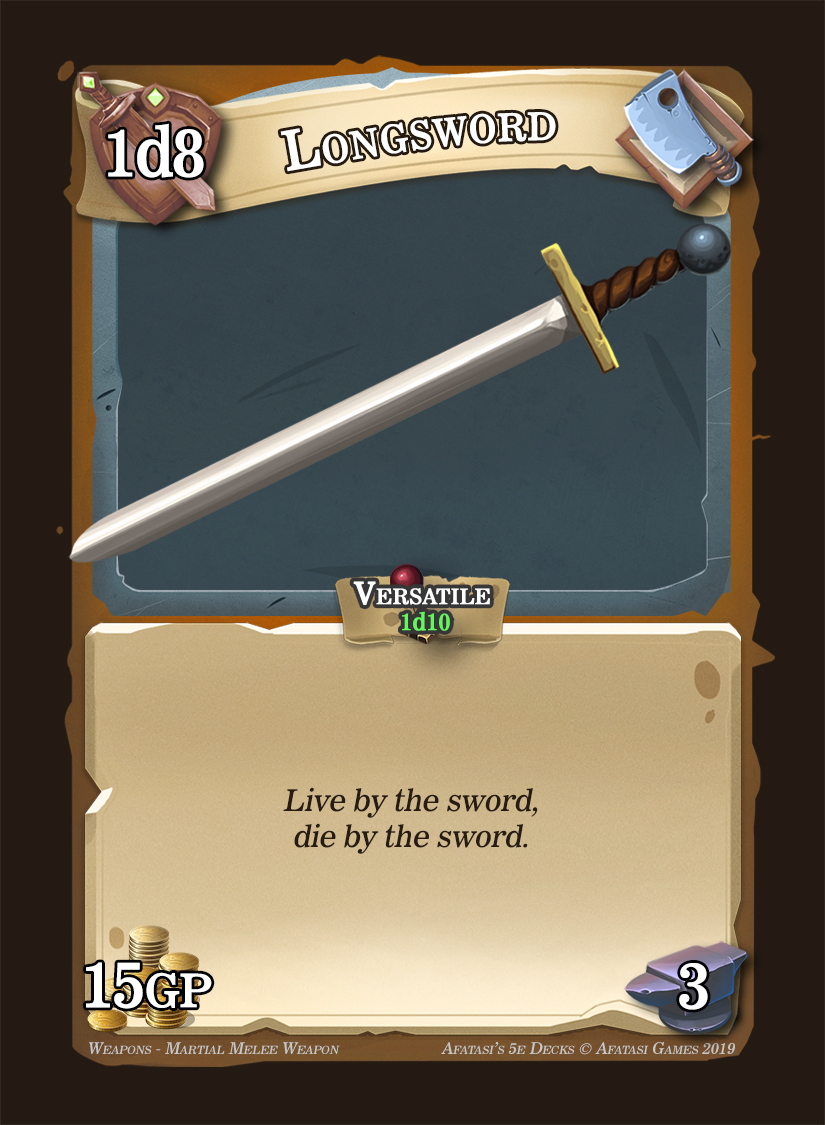 1d8
Longsword
Versatile
1d10
Live by the sword,
die by the sword.
15GP
3
Weapons - Martial Melee Weapon
Afatasi's 5e Decks © Afatasi Games 2019